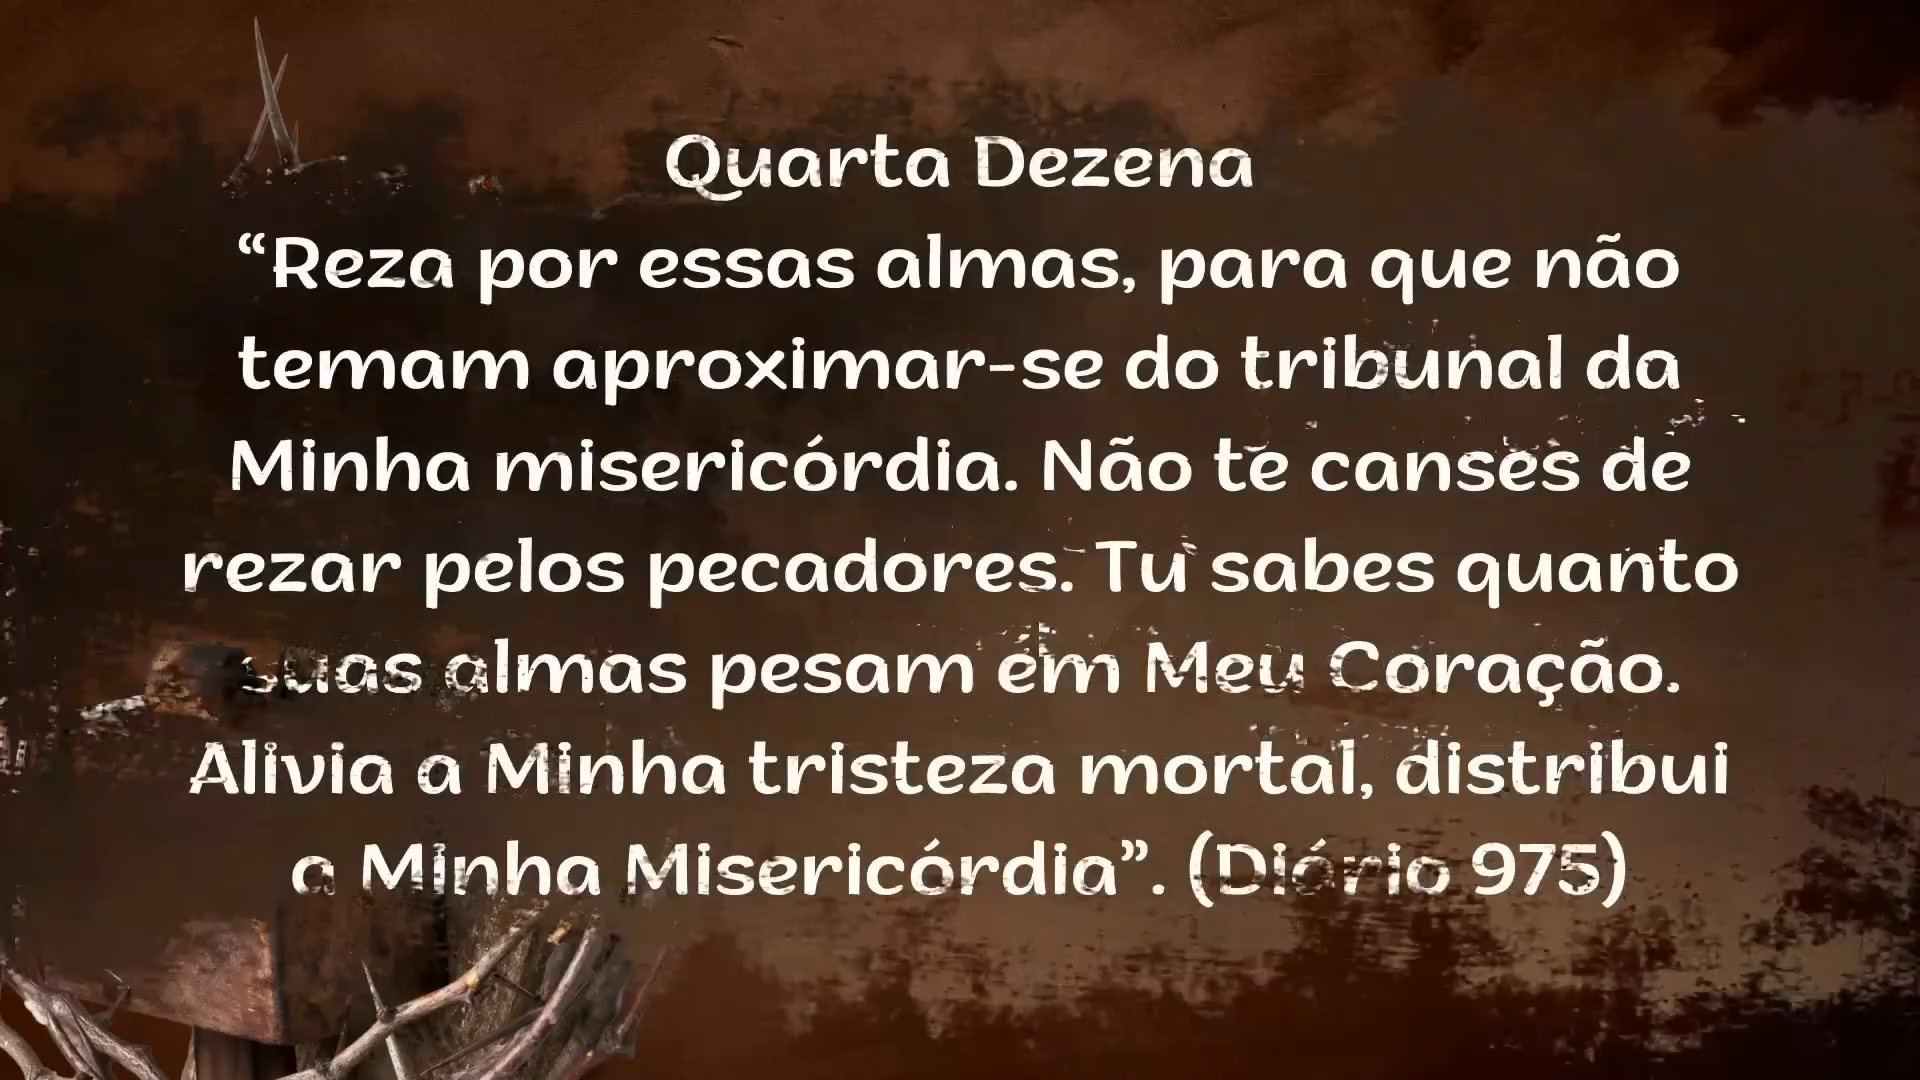 Quarta Dezena
“Reza por essas almas, para que não
temam aproximar-se do tribunal da
Minha misericórdia. Não te canses de
rezar pelos pecadores. Tu sabes quanto
suas almas pesam em Meu Coração.
Alivia a Minha tristeza mortal, distribui
a Minha Misericórdia”. (Diário 975)